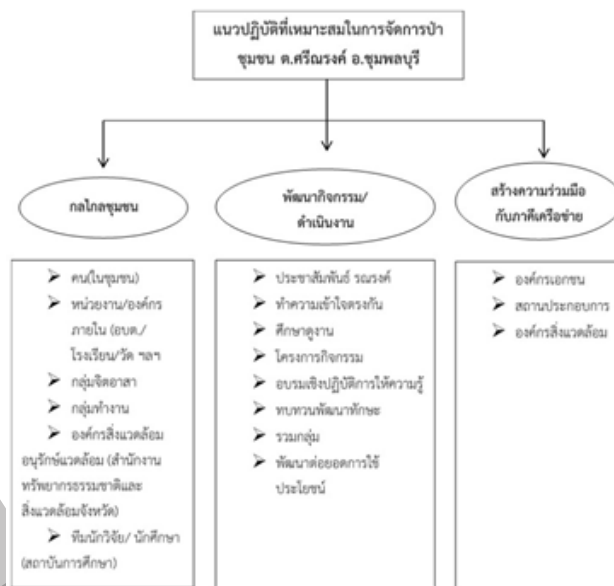 แนวปฏิบัติที่เหมาะสมในการจัดการป่า
ชุมชน ต.ศรีณรงค์ อ.ชุมพลบุรี
กลไกลชุมชน
พัฒนากิจกรรม/
ดำเนินงาน
สร้างความร่วมมือ
กับภาคีเครือข่าย
➢ คน(ในชุมชน)
➢ หน่วยงาน/องค์กร
ภายใน (อบต./
โรงเรียน/วัด ฯลฯ
➢ กลุ่มจิตอาสา
➢ กลุ่มทำงาน
➢ องค์กรสิ่งแวดล้อม
อนุรักษ์แวดล้อม (สำนักงาน
ทรัพยากรธรรมชาติและ
สิ่งแวดล้อมจังหวัด)
➢ ทีมนักวิจัย/ นักศึกษา
(สถาบันการศึกษา)
➢ ประชาสัมพันธ์ รณรงค์
➢ ทำความเข้าใจตรงกัน
➢ ศึกษาดูงาน
➢ โครงการกิจกรรม
➢ อบรมเชิงปฏิบัติการให้ความรู้
➢ ทบทวนพัฒนาทักษะ
➢ รวมกลุ่ม
➢ พัฒนาต่อยอดการใช้
ประโยชน์
➢ องค์กรเอกชน
➢ สถานประกอบการ
➢ องค์กรสิ่งแวดล้อม